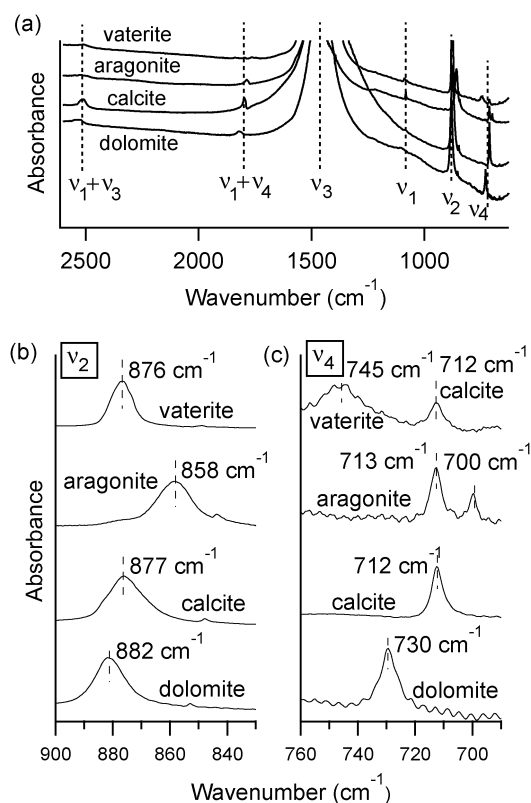 (a)
vaterite
aragonite
calcite
dolomite
Absorbance
ν1+ν3
ν1+ν4
ν3
ν1
ν2
ν4
2500 2000 1500 1000
Wavenumber (cm-1)
(b) ν2
876 cm-1
vaterite
aragonite
858 cm-1
877 cm-1
calcite
882 cm-1
dolomite
Absorbance
900 880 860 840
Wavenumber (cm-1)
(c) ν4
745 cm-1
712 cm-1
calcite
vaterite
713 cm-1
700 cm-1
aragonite
712 cm-1
calcite
730 cm-1
dolomite
760 740 720 700
Wavenumber (cm-1)